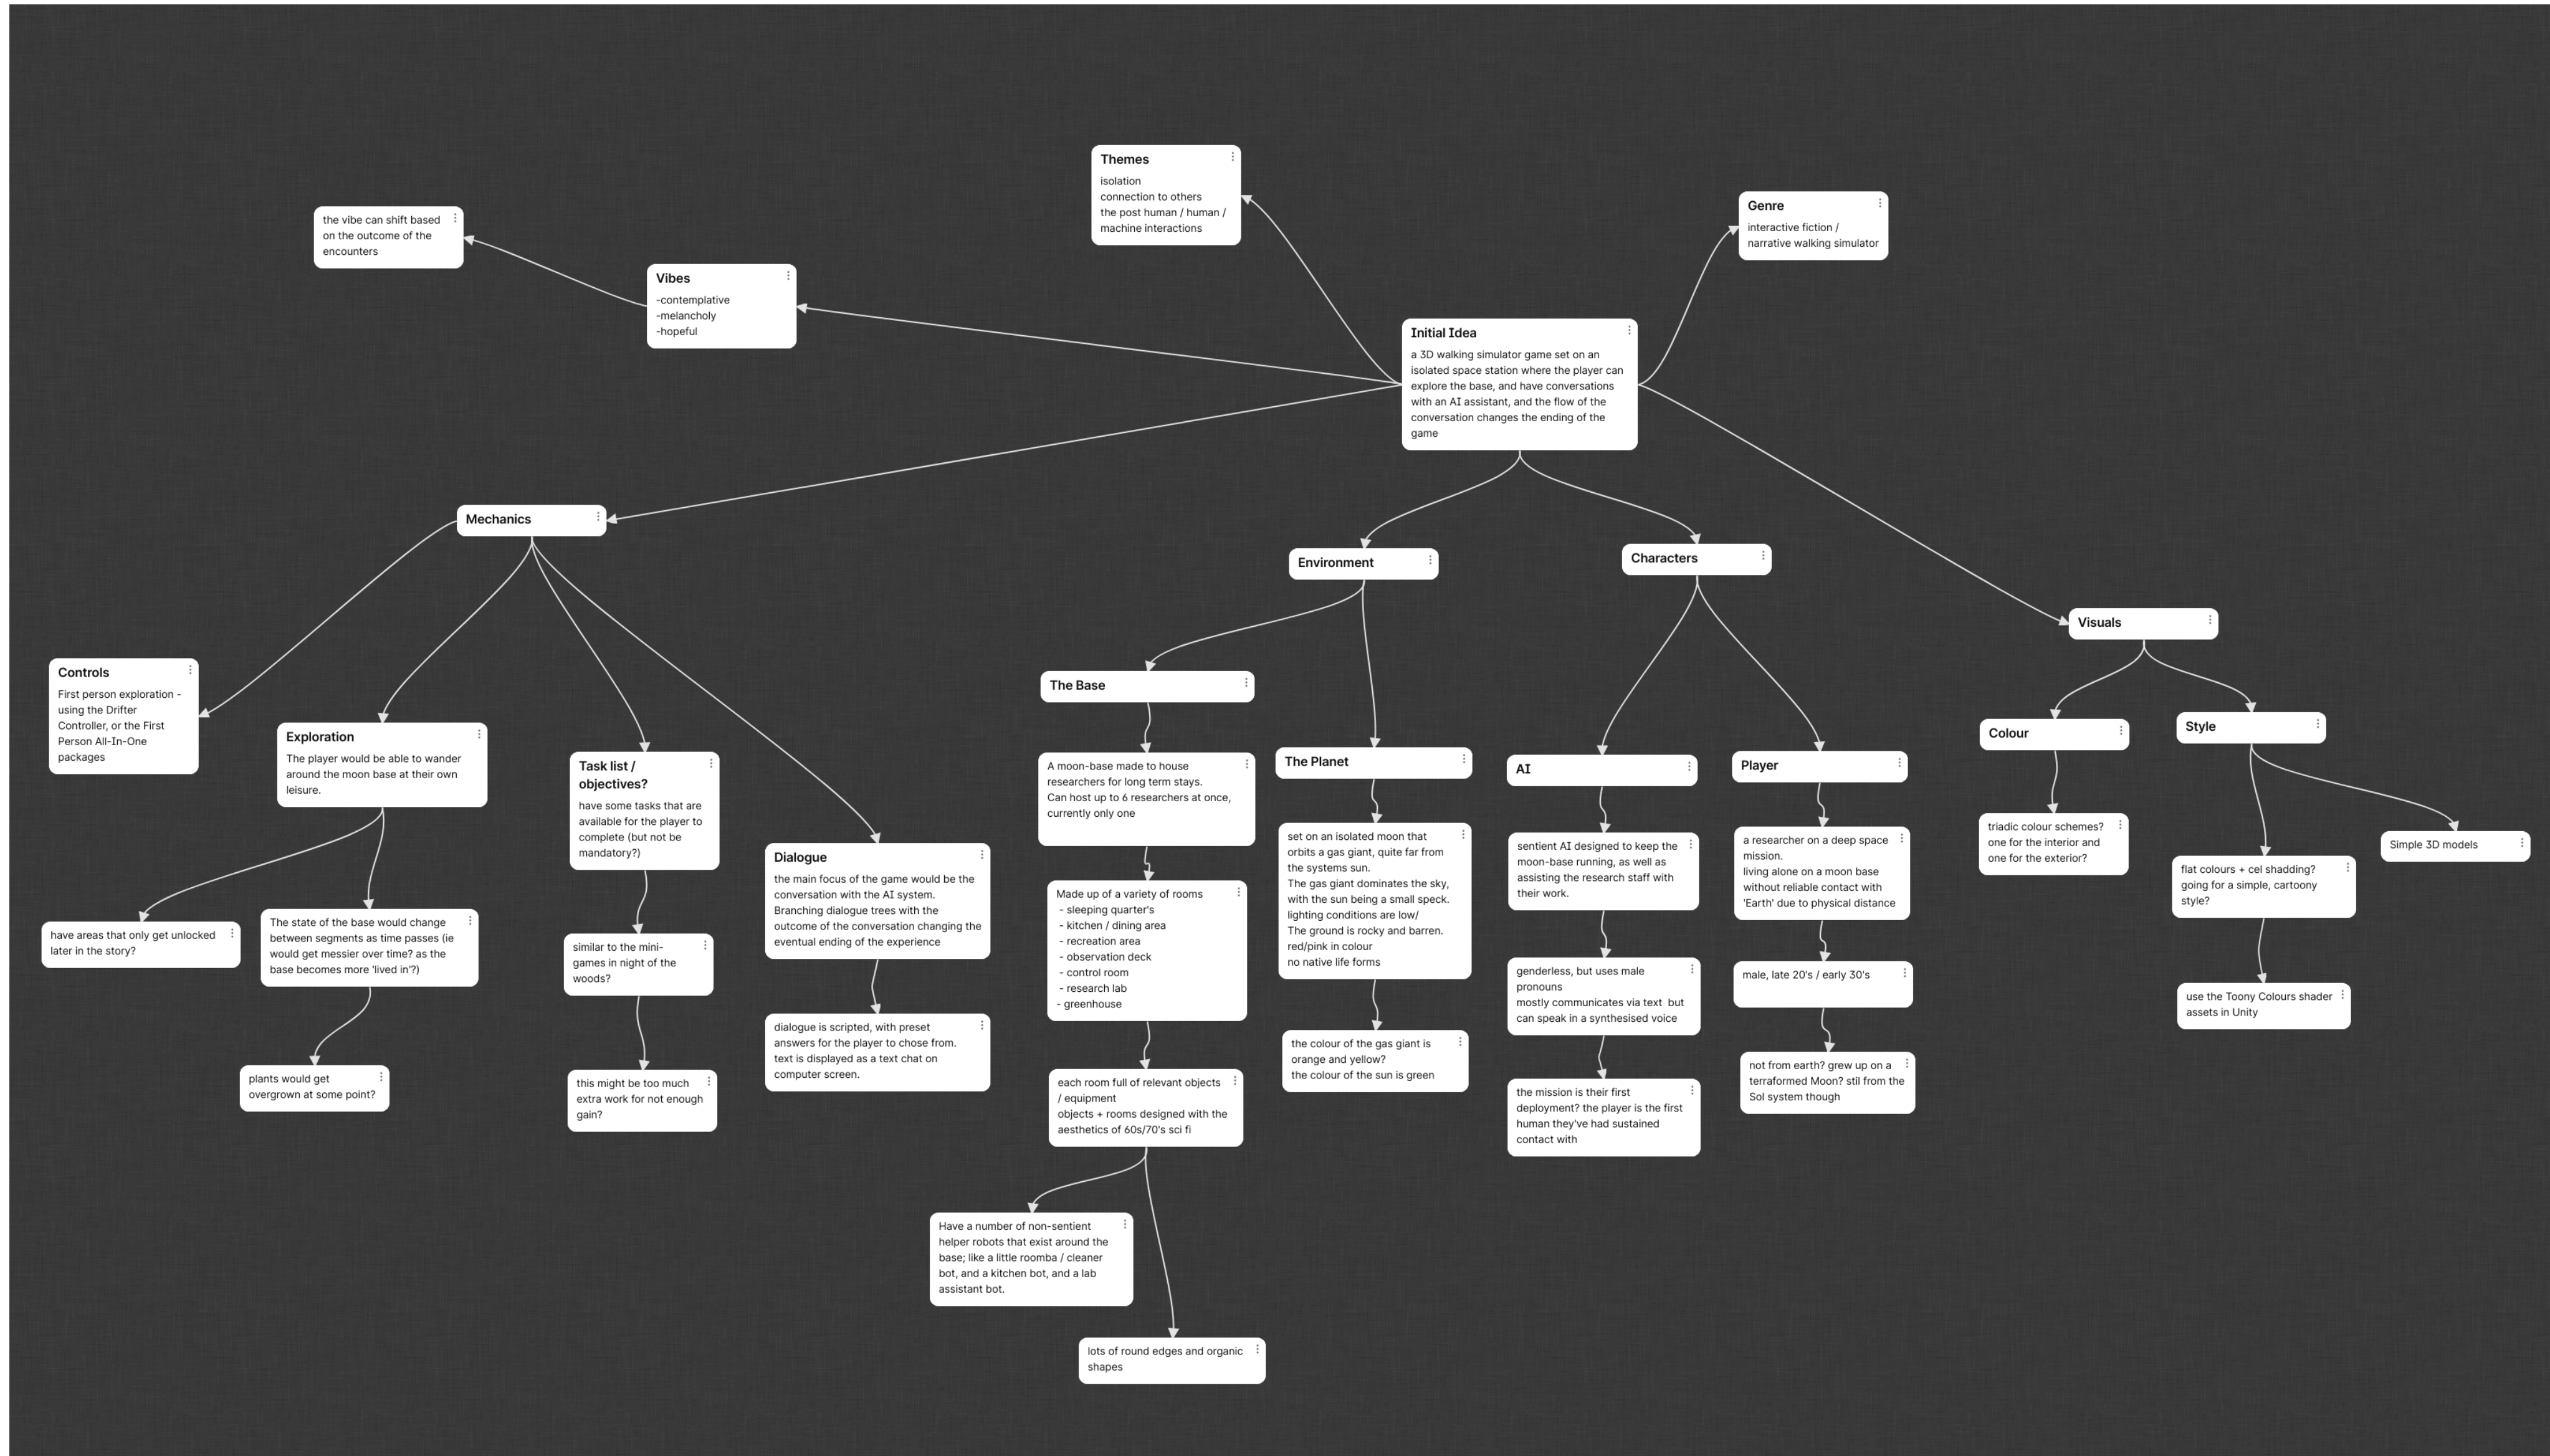 Themes
isolation
connection to others
the post human / human /
machine interactions
Genre
interactive fiction /
narrative walking simulator
the vibe can shift based
on the outcome of the
encounters
Vibes
-contemplative
-melancholy
-hopeful
Initial Idea
a 3D walking simulator game set on an
isolated space station where the player can
explore the base, and have conversations
with an AI assistant, and the flow of the
conversation changes the ending of the
game
Mechanics
Environment
Characters
Visuals
Controls
First person exploration -
using the Drifter
Controller, or the First
Person All-In-One
packages
Exploration
The player would be able to wander
around the moon base at their own
leisure.
have areas that only get unlocked
later in the story?
The state of the base would change
between segments as time passes (ie
would get messier over time? as the
base becomes more 'lived in'?)
plants would get
overgrown at some point?
Task list /
objectives?
have some tasks that are
available for the player to
complete (but not be
mandatory?)
similar to the mini-
games in night of the
woods?
this might be too much
extra work for not enough
gain?
Dialogue
the main focus of the game would be the
conversation with the AI system.
Branching dialogue trees with the
outcome of the conversation changing the
eventual ending of the experience
dialogue is scripted, with preset
answers for the player to chose from.
text is displayed as a text chat on
computer screen.
The Base
A moon-base made to house
researchers for long term stays.
Can host up to 6 researchers at once,
currently only one
Made up of a variety of rooms
- sleeping quarter's
- kitchen / dining area
- recreation area
- observation deck
- control room
- research lab
- greenhouse
each room full of relevant objects
/ equipment
objects + rooms designed with the
aesthetics of 60s/70's sci fi
Have a number of non-sentient
helper robots that exist around the
base; like a little roomba / cleaner
bot, and a kitchen bot, and a lab
assistant bot.
lots of round edges and organic
shapes
The Planet
set on an isolated moon that
orbits a gas giant, quite far from
the systems sun.
The gas giant dominates the sky,
with the sun being a small speck.
lighting conditions are low/
The ground is rocky and barren.
red/pink in colour
no native life forms
the colour of the gas giant is
orange and yellow?
the colour of the sun is green
AI
sentient AI designed to keep the
moon-base running, as well as
assisting the research staff with
their work.
genderless, but uses male
pronouns
mostly communicates via text but
can speak in a synthesised voice
the mission is their first
deployment? the player is the first
human they've had sustained
contact with
Player
a researcher on a deep space
mission.
living alone on a moon base
without reliable contact with
'Earth' due to physical distance
male, late 20's / early 30's
not from earth? grew up on a
terraformed Moon? stil from the
Sol system though
Colour
triadic colour schemes?
one for the interior and
one for the exterior?
Style
flat colours + cel shadding?
going for a simple, cartoony
style?
use the Toony Colours shader
assets in Unity
Simple 3D models